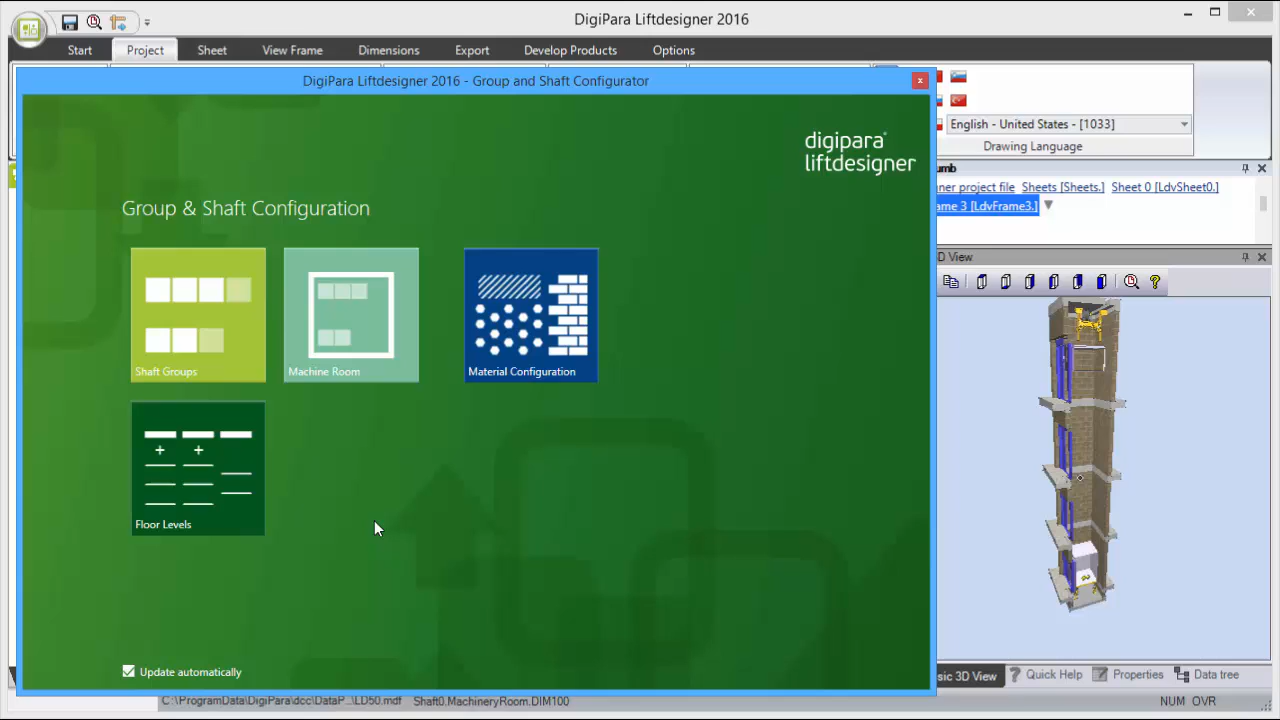 DigiPara Liftdesigner 2016
Start Project Sheet View Frame Dimensions Export Develop Products Options
DigiPara Liftdesigner 2016 - Group and Shaft Configurator
English - United States - [1033]
Drawing Language
digipara
liftdesigner
ner project file Sheets [Sheets.] Sheet 0 [LdvSheet0.]
ame 3 [LdvFrame3.]
Group & Shaft Configuration
D View
Shaft Groups
Machine Room
Material Configuration
Floor Levels
Update automatically
sic 3D View Quick Help Properties Data tree
C:\ProgramData\DigiPara\dcc\DataP...\LD50.mdf Shaft0.MachineryRoom.DIM100
NUM OVR